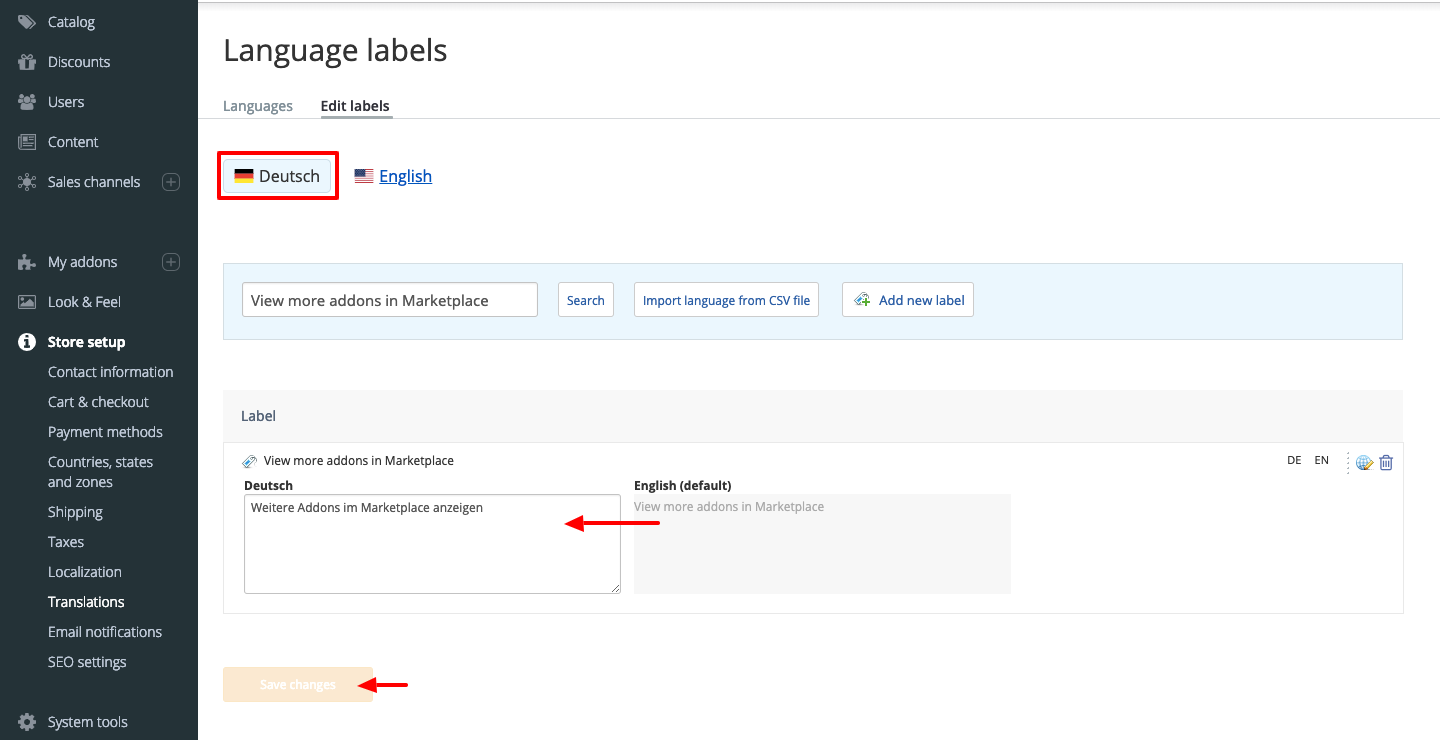 Catalog
Discounts
Users
Content
Sales channels
My addons
Look & Feel
Store setup
Contact information
Cart & checkout
Payment methods
Countries, states
and zones
Shipping
Taxes
Localization
Translations
Email notifications
SEO settings
System tools
Language labels
Languages Edit labels
Deutsch English
View more addons in Marketplace Search Import language from CSV file Add new label
Label
View more addons in Marketplace DE EN
Deutsch English (default)
Weitere Addons im Marketplace anzeigen View more addons in Marketplace
Save changes